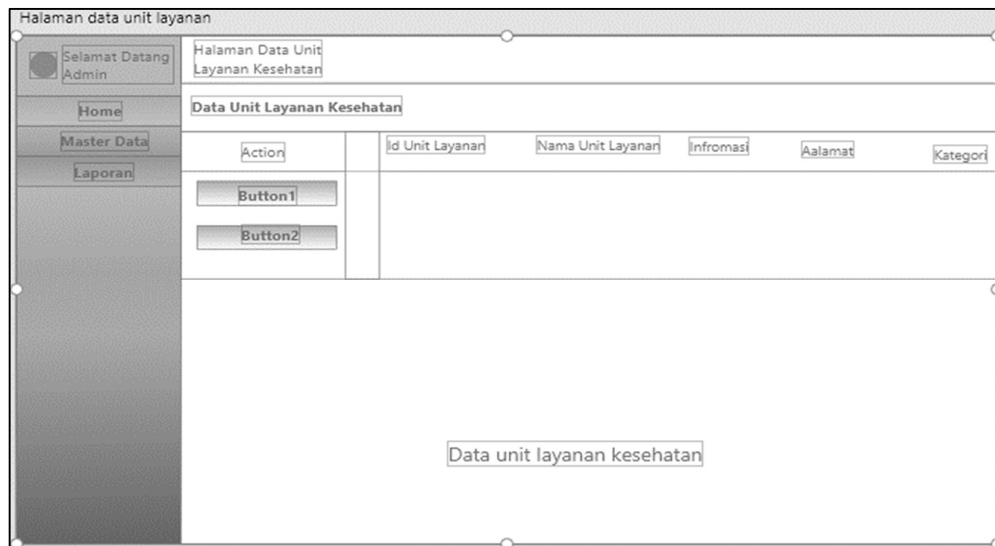 Halaman data unit layanan
Selamat Datang
Admin
Halaman Data Unit
Layanan Kesehatan
Home
Data Unit Layanan Kesehatan
Master Data
Laporan
Action
Id Unit Layanan
Nama Unit Layanan
Infromasi
Aalamat
Kategori
Button1
Button2
Data unit layanan kesehatan